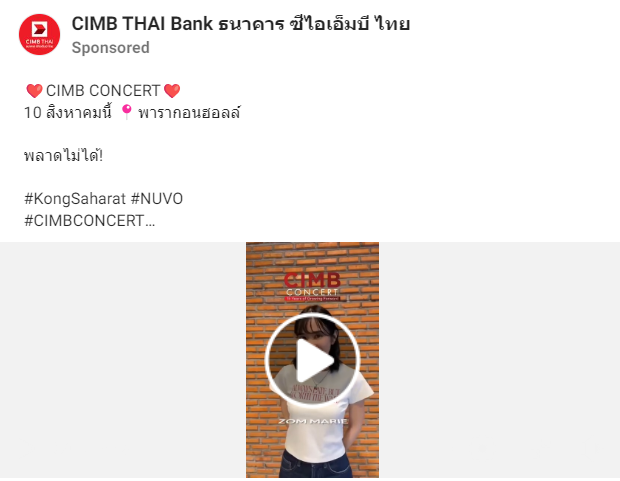 CIMB THAI Bank ธนาคาร ซีไอเอ็มบี ไทย
Sponsored
CIMB THAI
❤️CIMB CONCERT❤️
10 สิงหาคมนี้ 📍พารากอนฮอลล์
พลาดไม่ได้!
#KongSaharat #NUVO
#CIMBCONCERT…
CIMB
CONCERT
ZOM MARIE